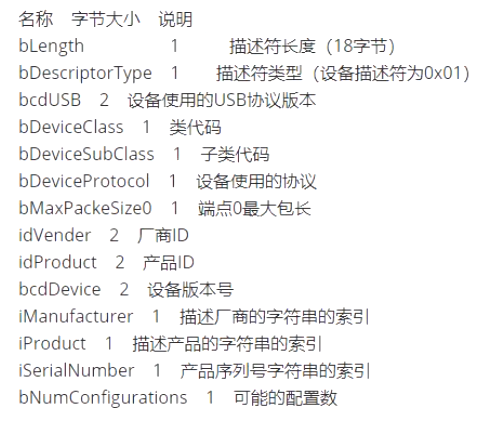 名称 字节大小 说明
bLength 1 描述符长度（18字节）
bDescriptorType 1 描述符类型（设备描述符为0x01）
bcdUSB 2 设备使用的USB协议版本
bDeviceClass 1 类代码
bDeviceSubClass 1 子类代码
bDeviceProtocol 1 设备使用的协议
bMaxPackeSize0 1 端点0最大包长
idVender 2 厂商ID
idProduct 2 产品ID
bcdDevice 2 设备版本号
iManufacturer 1 描述厂商的字符串的索引
iProduct 1 描述产品的字符串的索引
iSerialNumber 1 产品序列号字符串的索引
bNumConfigurations 1 可能的配置数